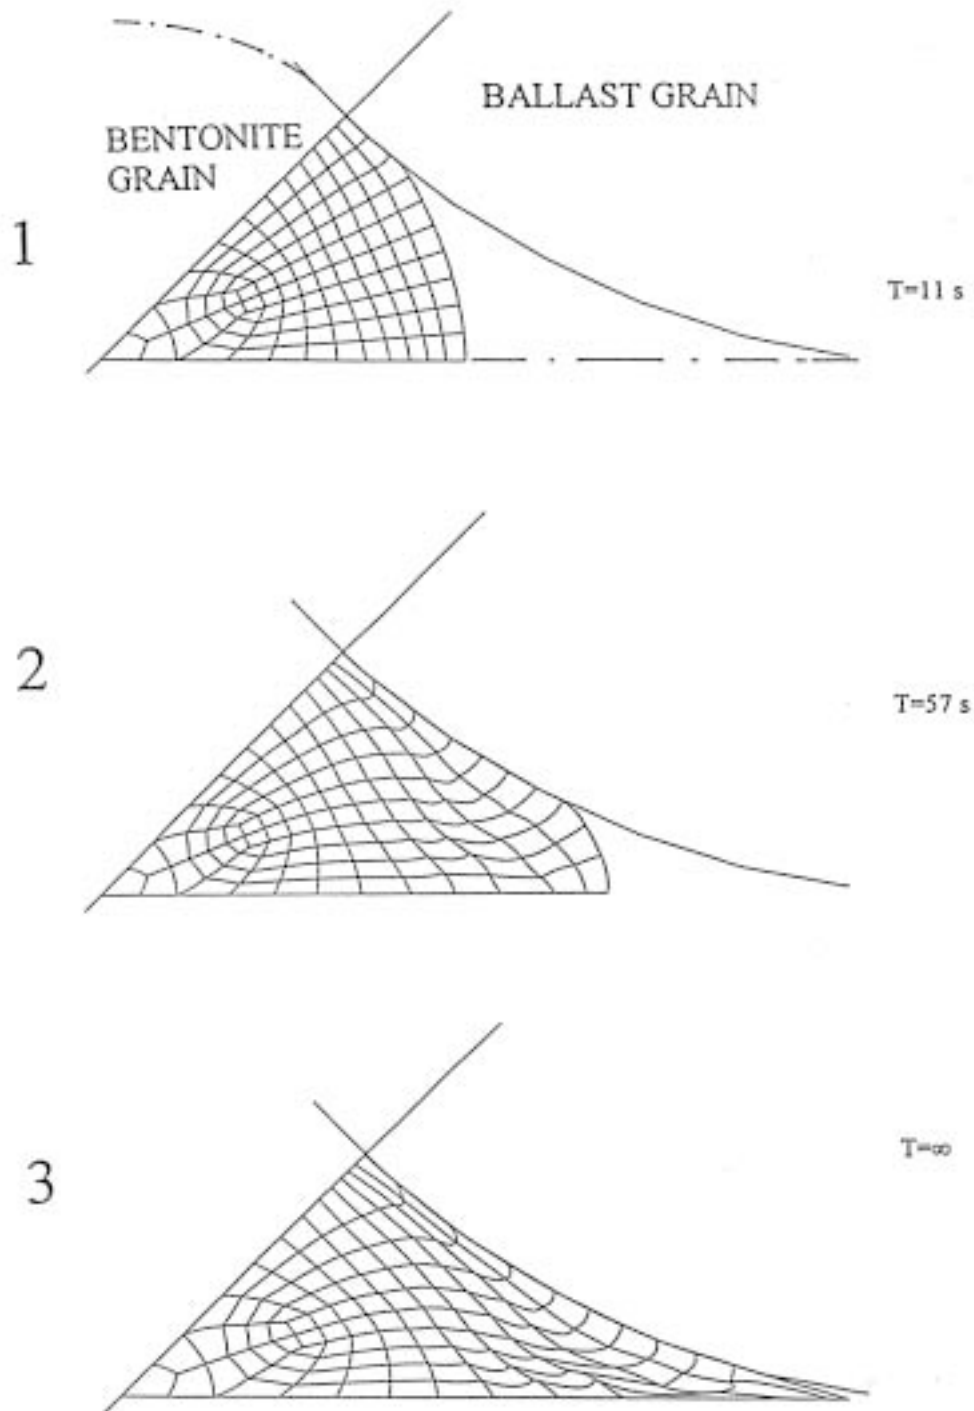 BALLAST GRAIN
BENTONITE
GRAIN
1
T=11 s
2
T=57 s
3
T=∞